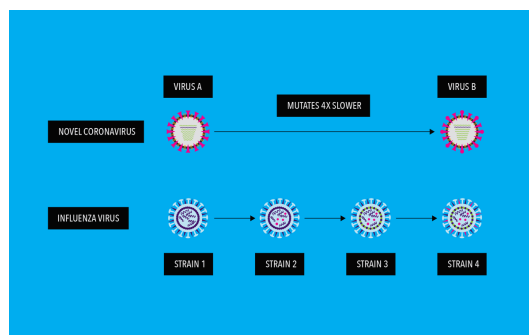 VIRUS A
VIRUS B
MUTATES 4X SLOWER
NOVEL CORONAVIRUS
INFLUENZA VIRUS
STRAIN 1
STRAIN 2
STRAIN 3
STRAIN 4